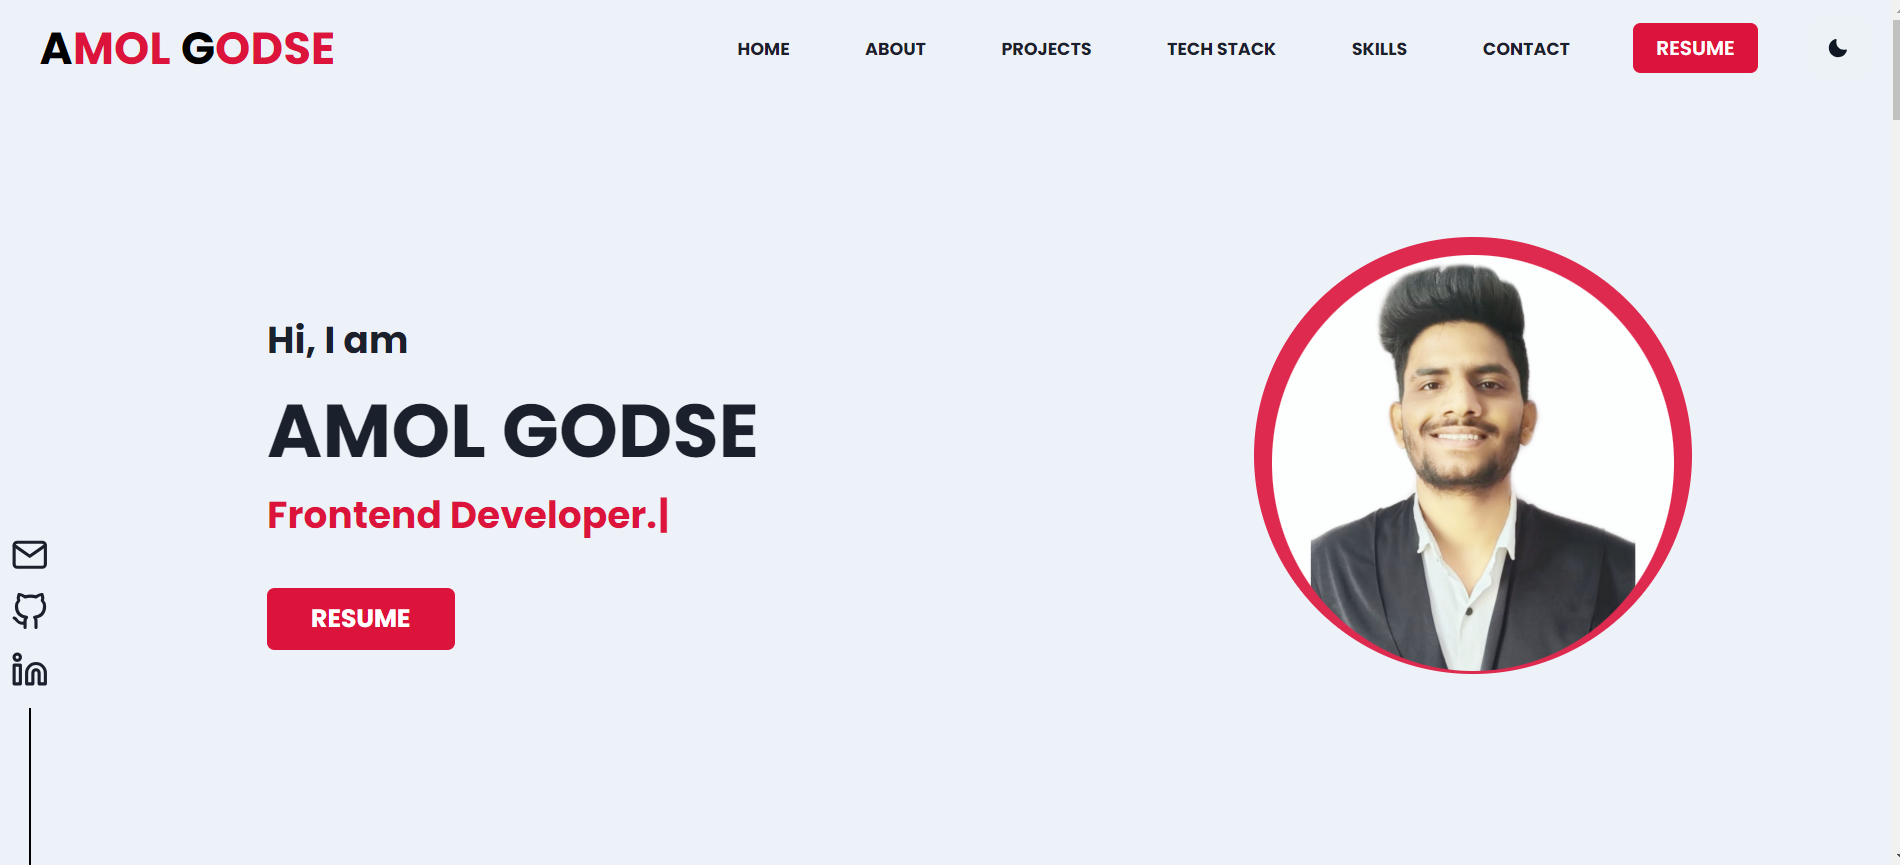 AMOL GODSE
HOME ABOUT PROJECTS TECH STACK SKILLS CONTACT RESUME
Hi, I am
AMOL GODSE
Frontend Developer.|
RESUME